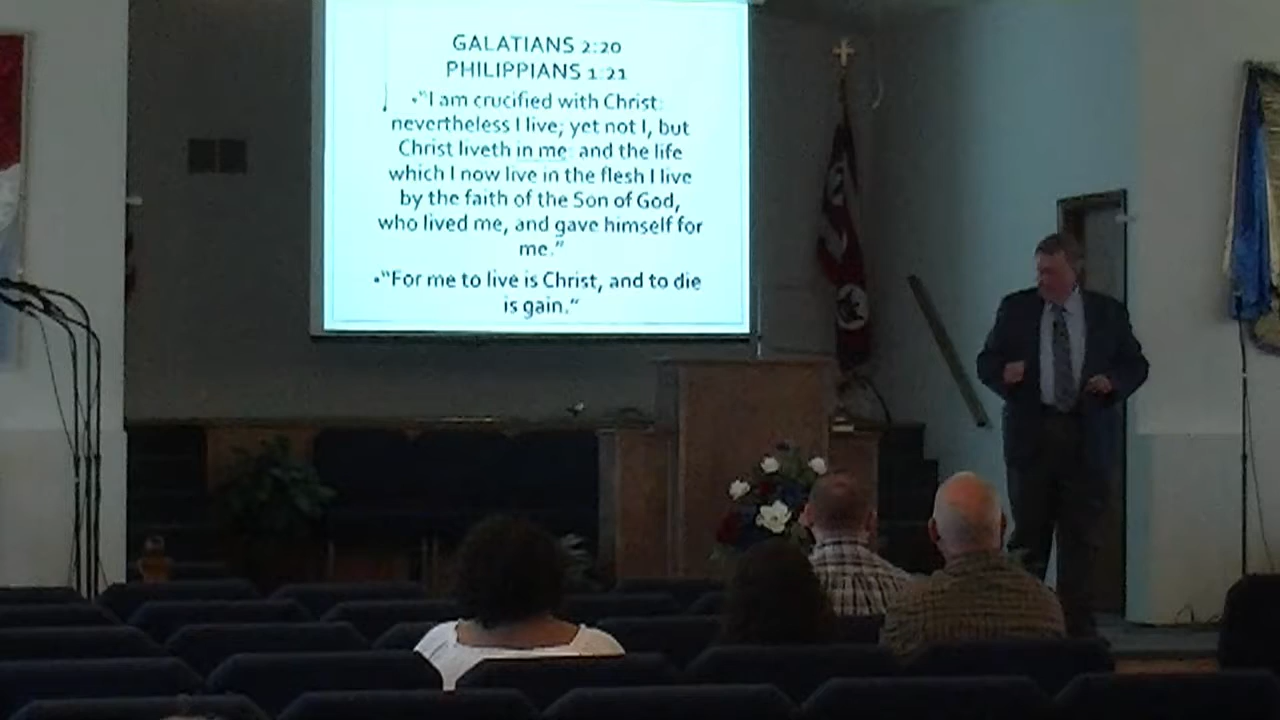 GALATIANS 2:20
PHILIPPIANS 1:21
•"I am crucified with Christ:
nevertheless I live; yet not I, but
Christ liveth in me: and the life
which I now live in the flesh I live
by the faith of the Son of God,
who lived me, and gave himself for
me."
•"For me to live is Christ, and to die
is gain."